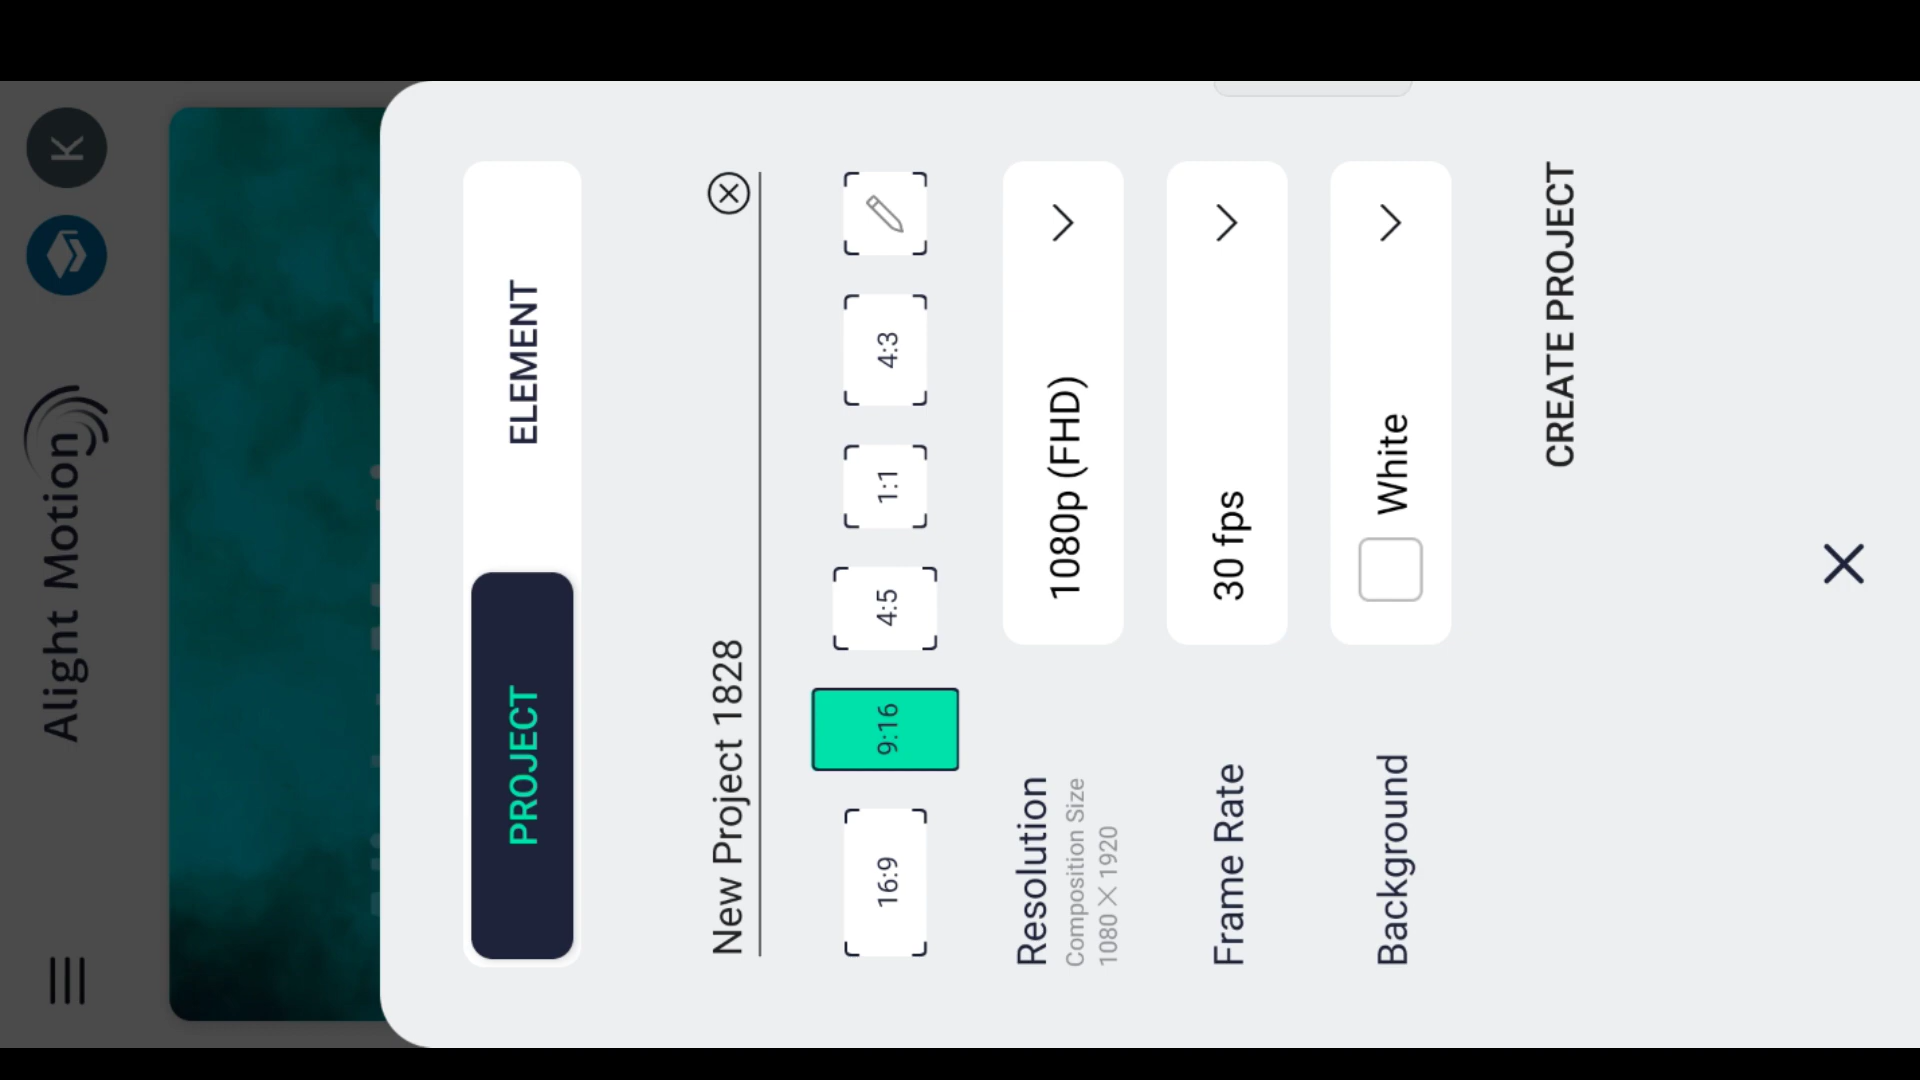 Alight Motion
K
PROJECT
ELEMENT
New Project 1828
16:9
9:16
4:5
1:1
4:3
Resolution
Composition Size
1080 X 1920
1080p (FHD)
Frame Rate
30 fps
Background
White
CREATE PROJECT